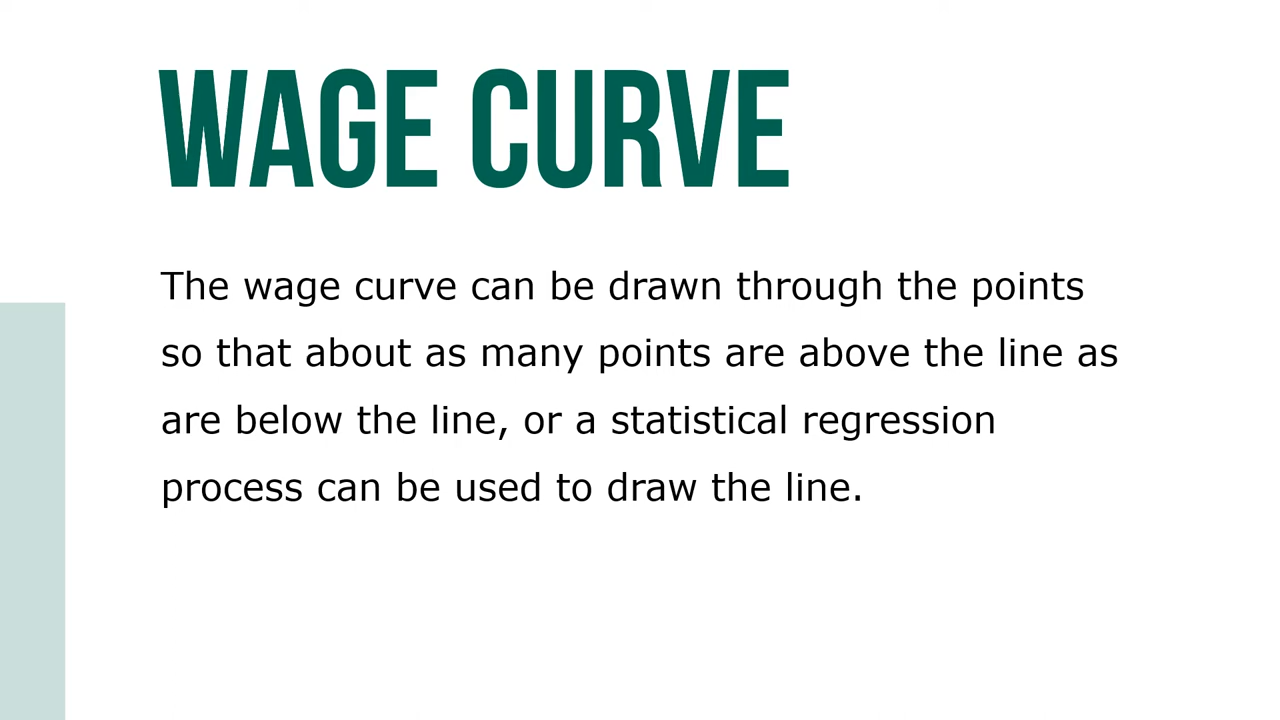 WAGE CURVE
The wage curve can be drawn through the points
so that about as many points are above the line as
are below the line, or a statistical regression
process can be used to draw the line.